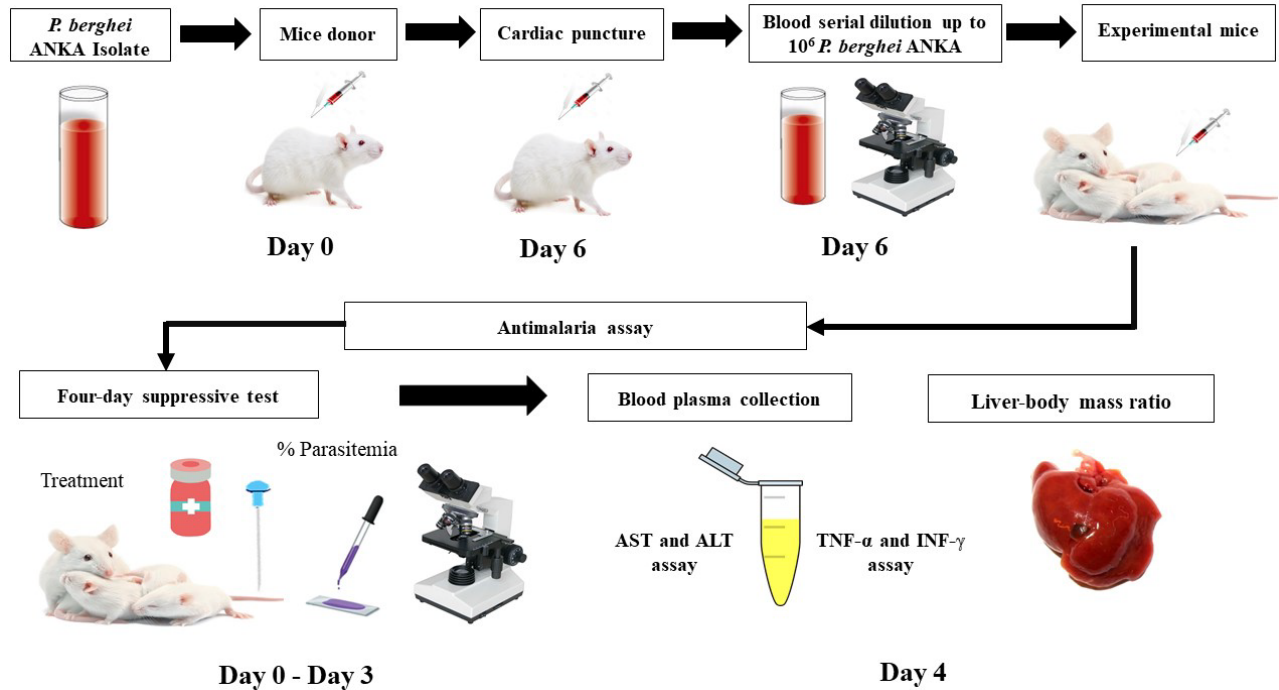 P. berghei
ANKA Isolate
Mice donor
Cardiac puncture
Blood serial dilution up to
10⁶ P. berghei ANKA
Experimental mice
Day 0
Day 6
Day 6
Antimalaria assay
Four-day suppressive test
Blood plasma collection
Liver-body mass ratio
% Parasitemia
Treatment
AST and ALT
assay
TNF-α and INF-γ
assay
Day 0 - Day 3
Day 4